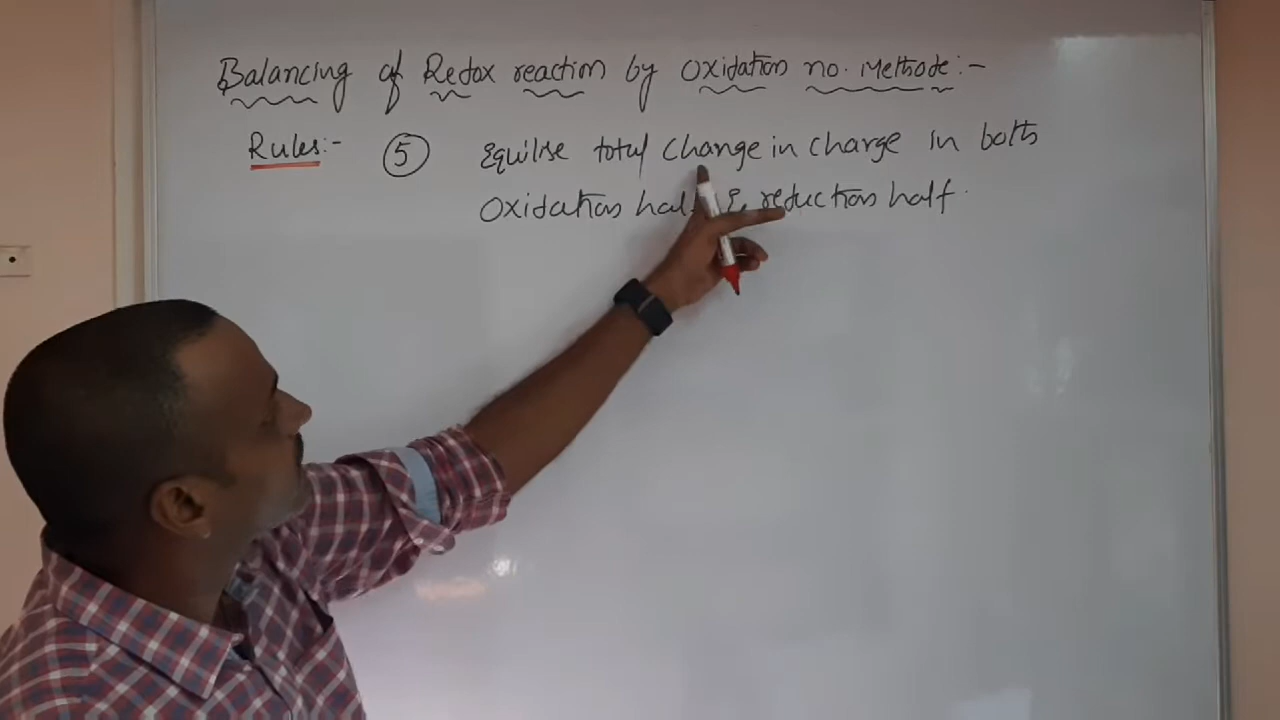 Balancing of Redox reaction by Oxidation no. Methode:-
Rules:- 5 Equilise total change in charge in both
Oxidation half & reduction half.